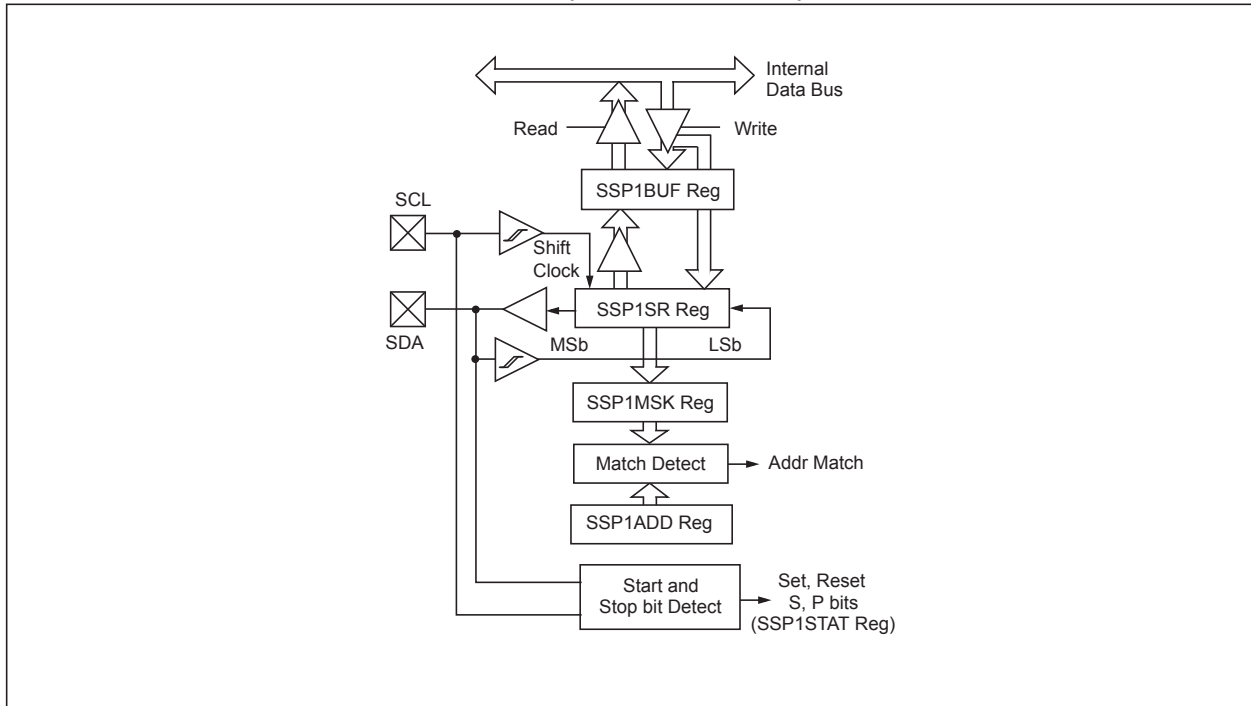 Internal
Data Bus
Read
Write
SSP1BUF Reg
SCL
Shift
Clock
SSP1SR Reg
SDA
MSb
LSb
SSP1MSK Reg
Match Detect
Addr Match
SSP1ADD Reg
Start and
Stop bit Detect
Set, Reset
S, P bits
(SSP1STAT Reg)